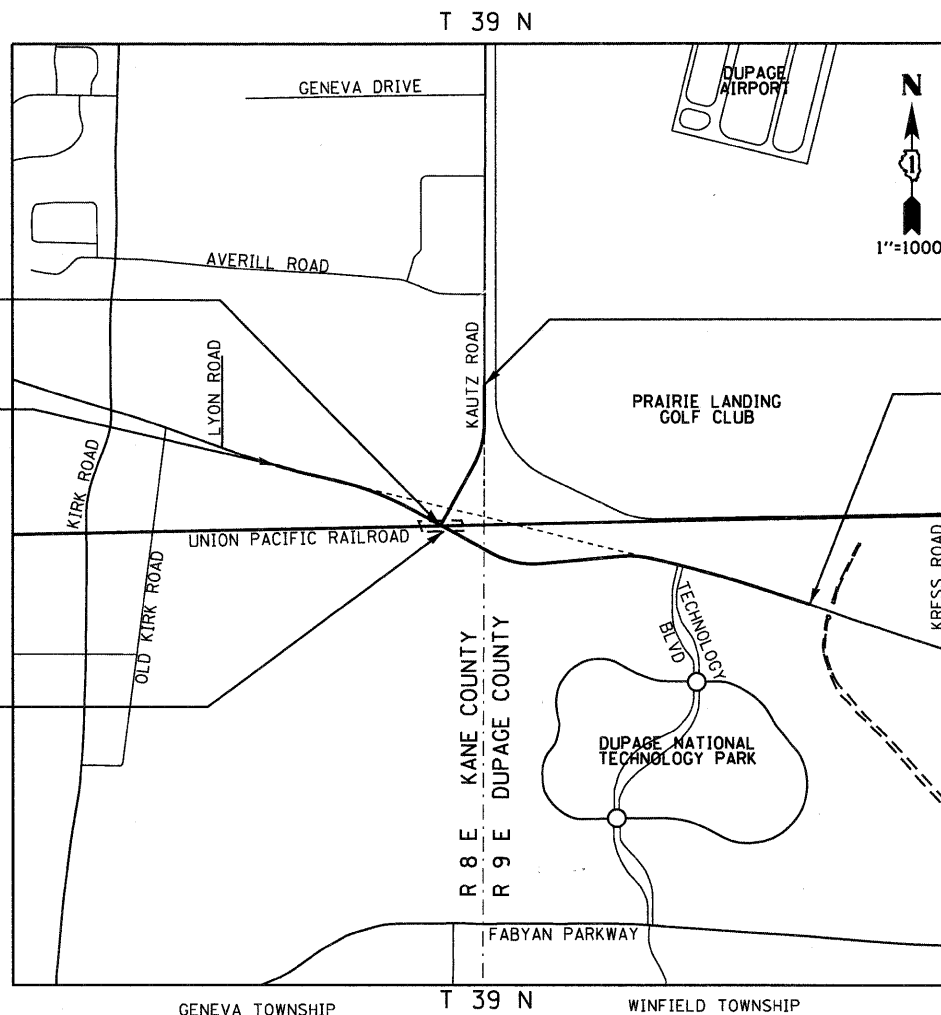 T 39 N
GENEVA DRIVE
DUPAGE
AIRPORT
N
1
1"=1000
AVERILL ROAD
KAUTZ ROAD
LYON ROAD
PRAIRIE LANDING
GOLF CLUB
KIRK ROAD
UNION PACIFIC RAILROAD
OLD KIRK ROAD
KRESS ROAD
TECHNOLOGY
BLVD
R 8 E KANE COUNTY
R 9 E DUPAGE COUNTY
DUPAGE NATIONAL
TECHNOLOGY PARK
FABYAN PARKWAY
T 39 N
GENEVA TOWNSHIP
WINFIELD TOWNSHIP